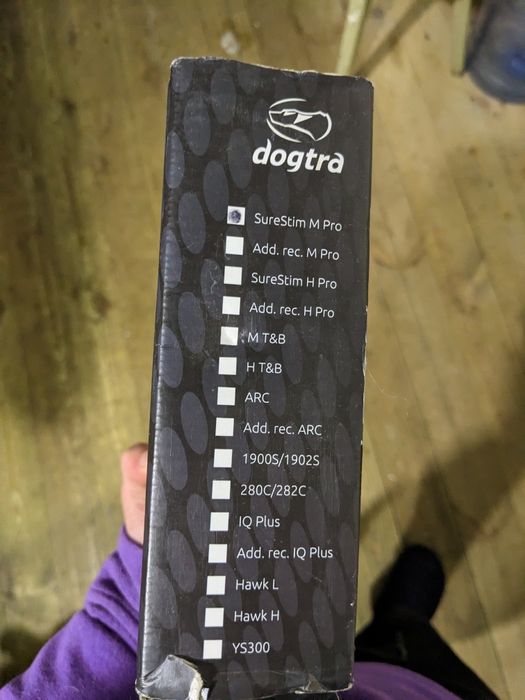 dogtra
SureStim M Pro
Add. rec. M Pro
SureStim H Pro
Add. rec. H Pro
M T&B
H T&B
ARC
Add. rec. ARC
1900S/1902S
280C/282C
IQ Plus
Add. rec. IQ Plus
Hawk L
Hawk H
YS300